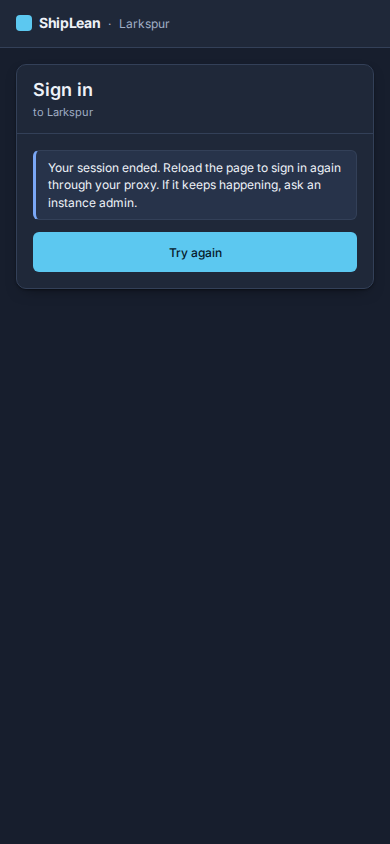 ShipLean · Larkspur
Sign in
to Larkspur
Your session ended. Reload the page to sign in again
through your proxy. If it keeps happening, ask an
instance admin.
Try again